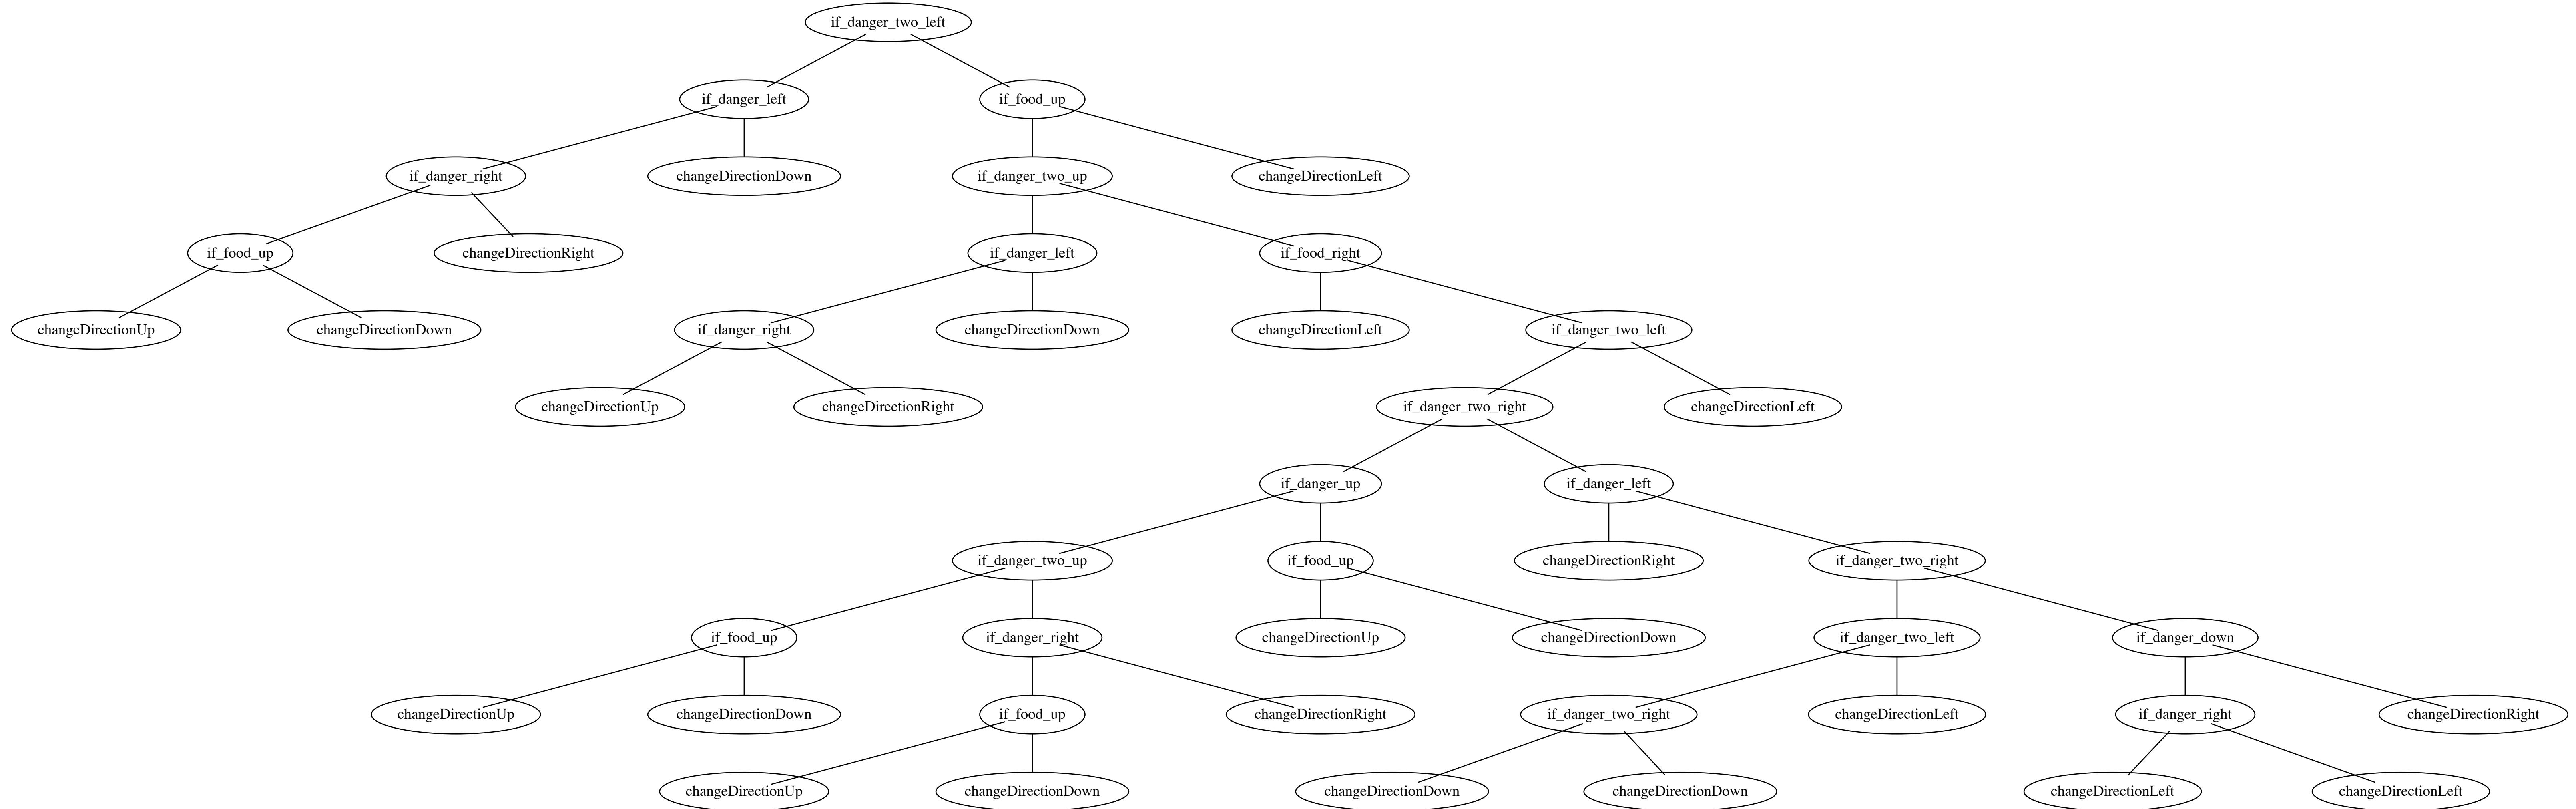 if_danger_two_left
if_danger_left
if_food_up
if_danger_right
changeDirectionDown
if_danger_two_up
changeDirectionLeft
if_food_up
changeDirectionRight
if_danger_left
if_food_right
changeDirectionUp
changeDirectionDown
if_danger_right
changeDirectionDown
changeDirectionLeft
if_danger_two_left
changeDirectionUp
changeDirectionRight
if_danger_two_right
changeDirectionLeft
if_danger_up
if_danger_left
if_danger_two_up
if_food_up
changeDirectionRight
if_danger_two_right
if_food_up
if_danger_right
changeDirectionUp
changeDirectionDown
if_danger_two_left
if_danger_down
changeDirectionUp
changeDirectionDown
if_food_up
changeDirectionRight
if_danger_two_right
changeDirectionLeft
if_danger_right
changeDirectionRight
changeDirectionUp
changeDirectionDown
changeDirectionDown
changeDirectionDown
changeDirectionLeft
changeDirectionLeft